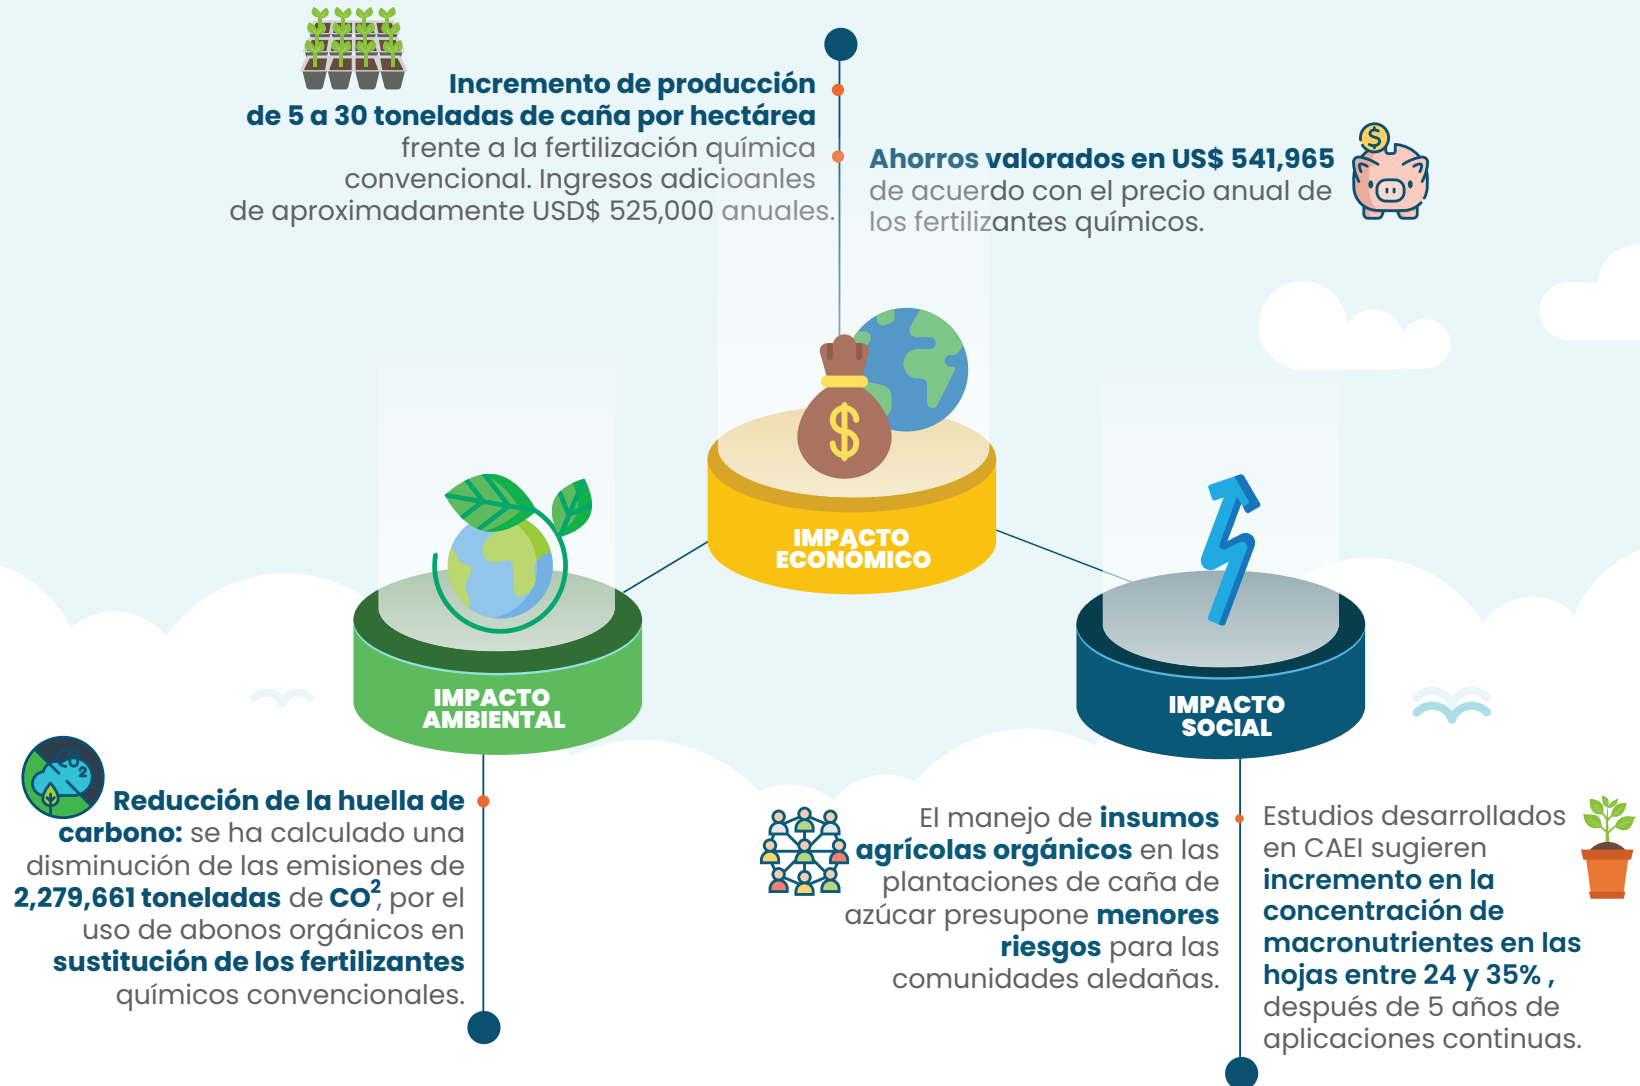 Incremento de producción
de 5 a 30 toneladas de caña por hectárea
frente a la fertilización química
convencional. Ingresos adicioanles
de aproximadamente USD$ 525,000 anuales.
Ahorros valorados en US$ 541,965
de acuerdo con el precio anual de
los fertilizantes químicos.
$
$
IMPACTO
ECONÓMICO
IMPACTO
AMBIENTAL
IMPACTO
SOCIAL
CO2
Reducción de la huella de
carbono: se ha calculado una
disminución de las emisiones de
2,279,661 toneladas de CO², por el
uso de abonos orgánicos en
sustitución de los fertilizantes
químicos convencionales.
El manejo de insumos
agrícolas orgánicos en las
plantaciones de caña de
azúcar presupone menores
riesgos para las
comunidades aledañas.
Estudios desarrollados
en CAEI sugieren
incremento en la
concentración de
macronutrientes en las
hojas entre 24 y 35% ,
después de 5 años de
aplicaciones continuas.